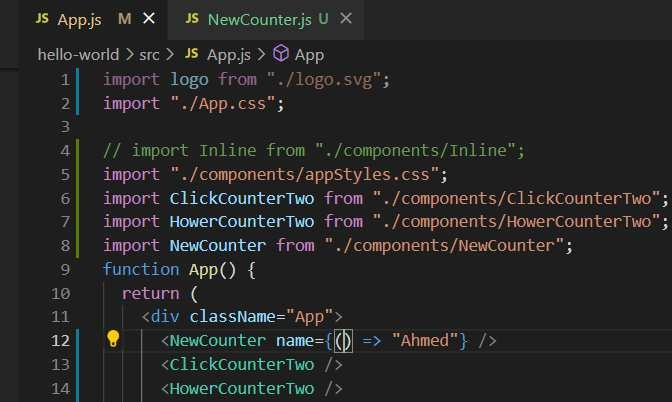 JS App.js M × JS NewCounter.js U ×
hello-world > src > JS App.js > App
1 import logo from "./logo.svg";
2 import "./App.css";
3
4 // import Inline from "./components/Inline";
5 import "./components/appStyles.css";
6 import ClickCounterTwo from "./components/ClickCounterTwo";
7 import HowerCounterTwo from "./components/HowerCounterTwo";
8 import NewCounter from "./components/NewCounter";
9 function App() {
10 return (
11 <div className="App">
12 <NewCounter name={() => "Ahmed"} />
13 <ClickCounterTwo />
14 <HowerCounterTwo />